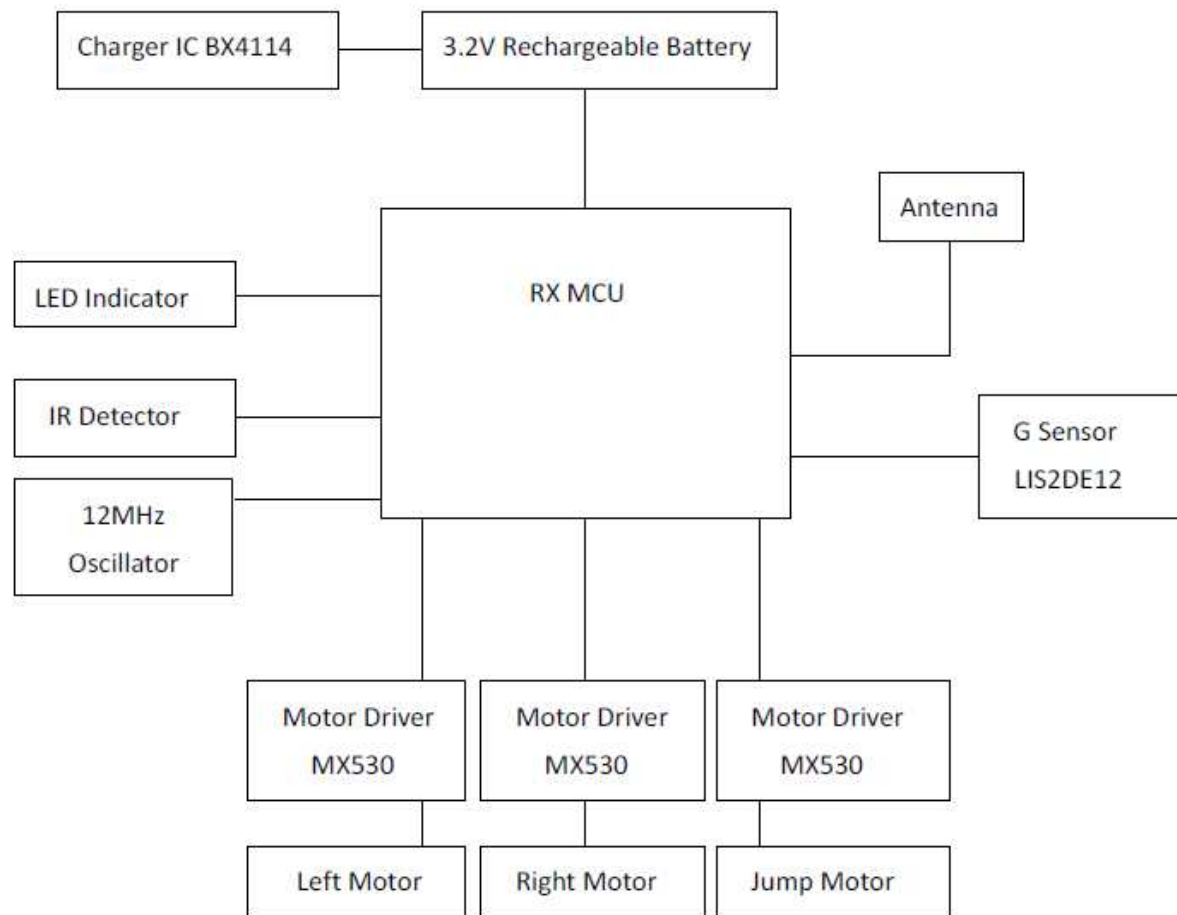 Charger IC BX4114
3.2V Rechargeable Battery
Antenna
RX MCU
LED Indicator
IR Detector
G Sensor
LIS2DE12
12MHz
Oscillator
Motor Driver
MX530
Motor Driver
MX530
Motor Driver
MX530
Left Motor
Right Motor
Jump Motor